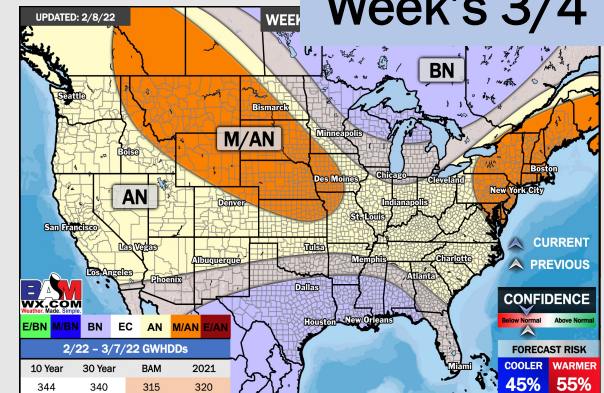 UPDATED: 2/8/22
WEEK
Week's 3/4
BN
Seattle
Bismarck
Minneapolis
M/AN
Boise
Boston
Chicago
Cleveland
Des Moines
New York City
AN
Denver
Indianapolis
St. Louis
San Francisco
CURRENT
Las Vegas
Tulsa
Charlotte
Albuquerque
Memphis
PREVIOUS
Los Angeles
Phoenix
Atlanta
Dallas
BAM
WX.COM
Weather. Made. Simple.
CONFIDENCE
Below Normal
Above Normal
Houston
New Orleans
E/BN
M/BN
BN
EC
AN
M/AN
E/AN
2/22 – 3/7/22 GWHDDs
FORECAST RISK
Miami
COOLER
WARMER
10 Year
30 Year
BAM
2021
45%
55%
344
340
315
320